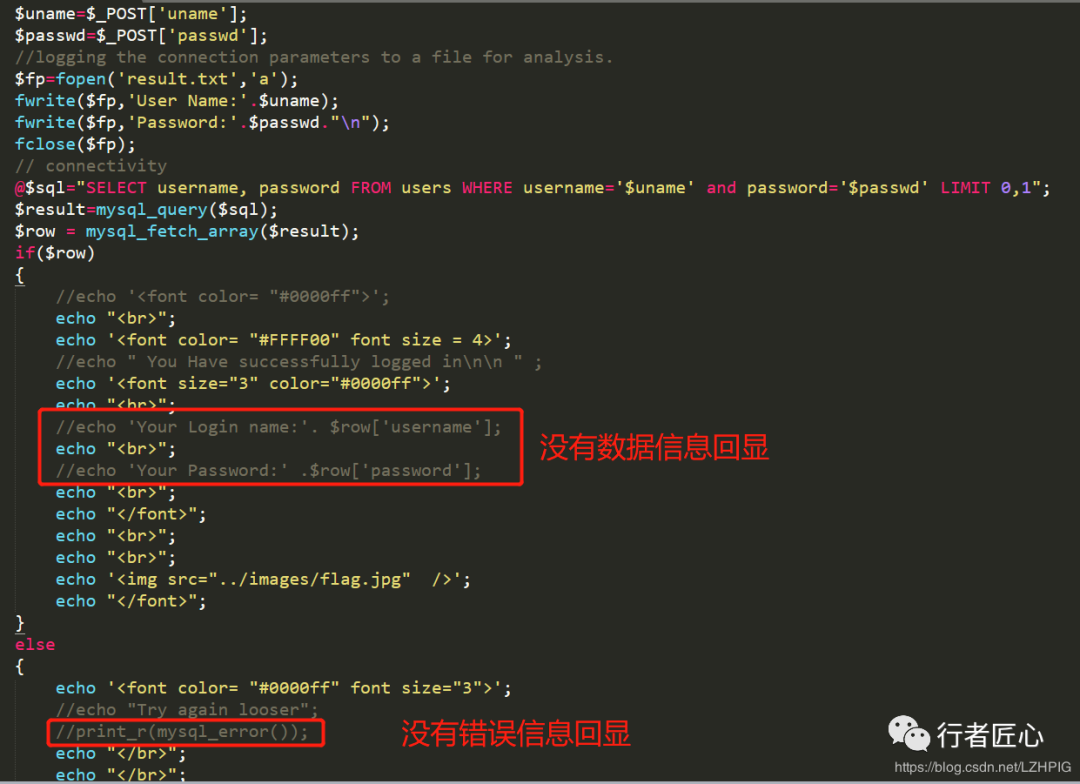 $uname=$_POST['uname'];
$passwd=$_POST['passwd'];
//logging the connection parameters to a file for analysis.
$fp=fopen('result.txt','a');
fwrite($fp,'User Name:'.$uname);
fwrite($fp,'Password:'.$passwd."\n");
fclose($fp);
// connectivity
@$sql="SELECT username, password FROM users WHERE username='$uname' and password='$passwd' LIMIT 0,1";
$result=mysql_query($sql);
$row = mysql_fetch_array($result);
if($row)
{
//echo '<font color= "#0000ff">';
echo "<br>";
echo '<font color= "#FFFF00" font size = 4>';
//echo " You Have successfully logged in\n\n " ;
echo '<font size="3" color="#0000ff">';
echo "<br>";
//echo 'Your Login name:'. $row['username'];
echo "<br>";
没有数据信息回显
//echo 'Your Password:' .$row['password'];
echo "<br>";
echo "</font>";
echo "<br>";
echo "<br>";
echo '<img src="../images/flag.jpg"  />';
echo "</font>";
}
else
{
echo '<font color= "#0000ff" font size="3">';
//echo "Try again looser";
//print_r(mysql_error());
没有错误信息回显
echo "</br>";
echo "</br>";
行者匠心
https://blog.csdn.net/LZHPIG